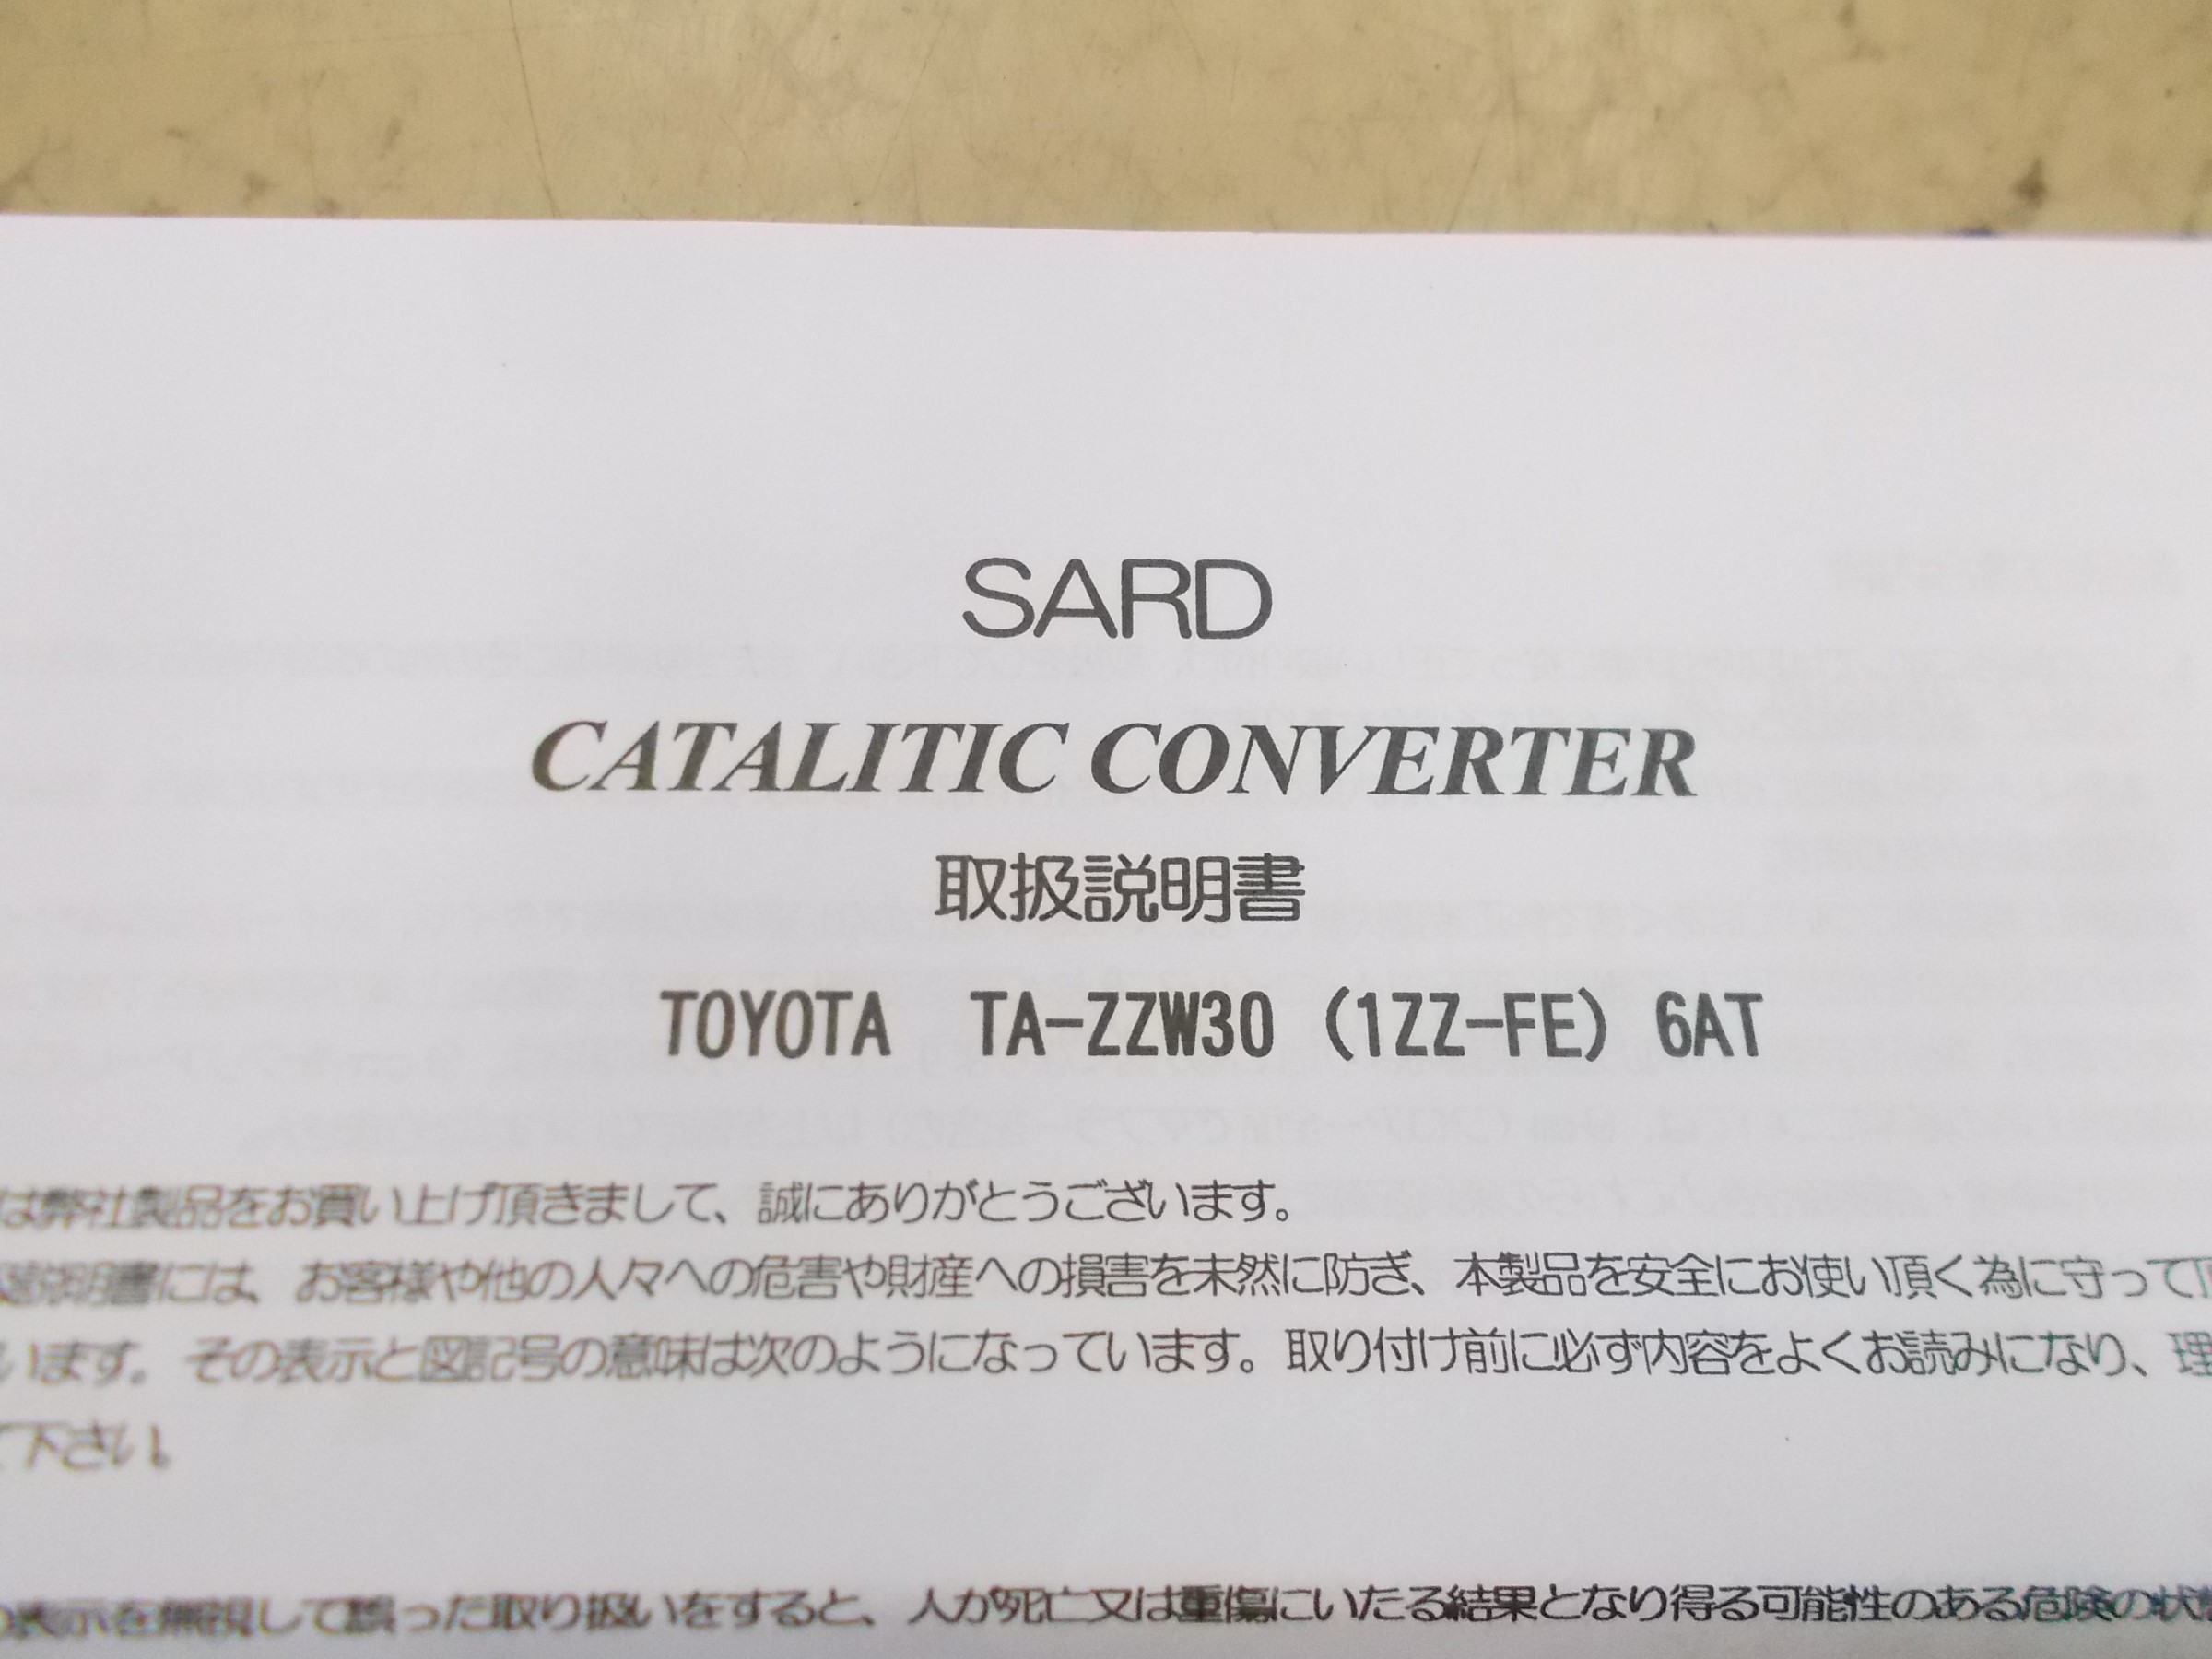 SARD
CATALITIC CONVERTER
取扱説明書
TOYOTA TA-ZZW30 (1ZZ-FE) 6AT
は弊社製品をお買い上げ頂きまして、誠にありがとうございます。
説明書には、お客様や他の人々への危害や財産への損害を未然に防ぎ、本製品を安全にお使い頂く為に守って頂
います。その表示と図記号の意味は次のようになっています。取り付け前に必ず内容をよくお読みになり、理
て下さい。
の表示を無視して誤った取り扱いをすると、人が死亡又は重傷にいたる結果となり得る可能性のある危険の状